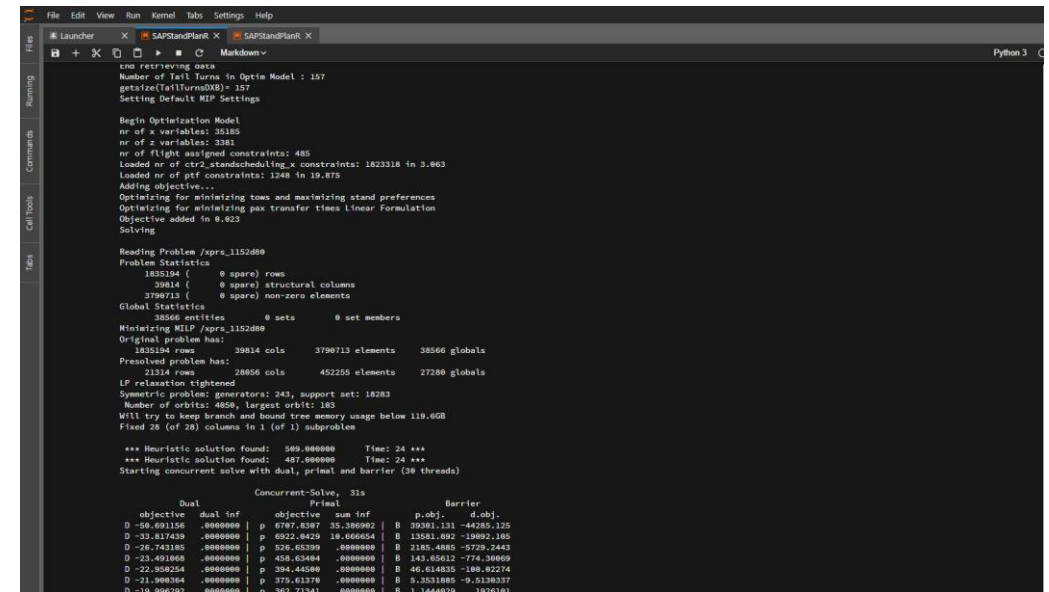 File Edit View Run Kernel Tabs Settings Help
Launcher X SAPStandPlanR X SAPStandPlanR X
Markdown Python 3
Files
Running
Commands
Cell Tools
Tabs
End retrieving data
Number of Tail Turns in Optim Model : 157
getsize(TailTurnsDXB)= 157
Setting Default MIP Settings
Begin Optimization Model
nr of x variables: 35185
nr of z variables: 3381
nr of flight assigned constraints: 485
Loaded nr of ctr2_standscheduling_x constraints: 1823318 in 3.063
Loaded nr of ptf constraints: 1248 in 19.875
Adding objective...
Optimizing for minimizing tows and maximizing stand preferences
Optimizing for minimizing pax transfer times Linear Formulation
Objective added in 0.023
Solving
Reading Problem /xprs_1152d80
Problem Statistics
1835194 ( 0 spare) rows
39814 ( 0 spare) structural columns
3790713 ( 0 spare) non-zero elements
Global Statistics
38566 entities 0 sets 0 set members
Minimizing MILP /xprs_1152d80
Original problem has:
1835194 rows 39814 cols 3790713 elements 38566 globals
Presolved problem has:
21314 rows 28056 cols 452255 elements 27280 globals
LP relaxation tightened
Symmetric problem: generators: 243, support set: 18283
Number of orbits: 4050, largest orbit: 103
Will try to keep branch and bound tree memory usage below 119.6GB
Fixed 28 (of 28) columns in 1 (of 1) subproblem
*** Heuristic solution found: 509.000000 Time: 24 ***
*** Heuristic solution found: 487.000000 Time: 24 ***
Starting concurrent solve with dual, primal and barrier (30 threads)
Concurrent-Solve, 31s
Dual Primal Barrier
objective dual inf objective sum inf p.obj. d.obj.
D -50.691156 .0000000 | p 6707.8307 35.386902 | B 39301.131 -44285.125
D -33.817439 .0000000 | p 6922.0429 10.666654 | B 13581.892 -19092.105
D -26.743105 .0000000 | p 526.65399 .0000000 | B 2185.4885 -5729.2443
D -23.491068 .0000000 | p 458.63404 .0000000 | B 143.65612 -774.30069
D -22.950254 .0000000 | p 394.44500 .0000000 | B 46.614835 -100.02274
D -21.900364 .0000000 | p 375.61370 .0000000 | B 5.3531885 -9.5130337
D -19.996292 .0000000 | p 362.71341 .0000000 | B 1.1444029